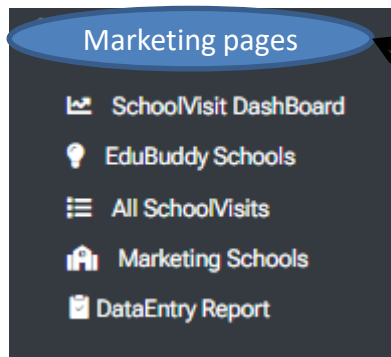 Marketing pages
SchoolVisit DashBoard
EduBuddy Schools
All SchoolVisits
Marketing Schools
DataEntry Report